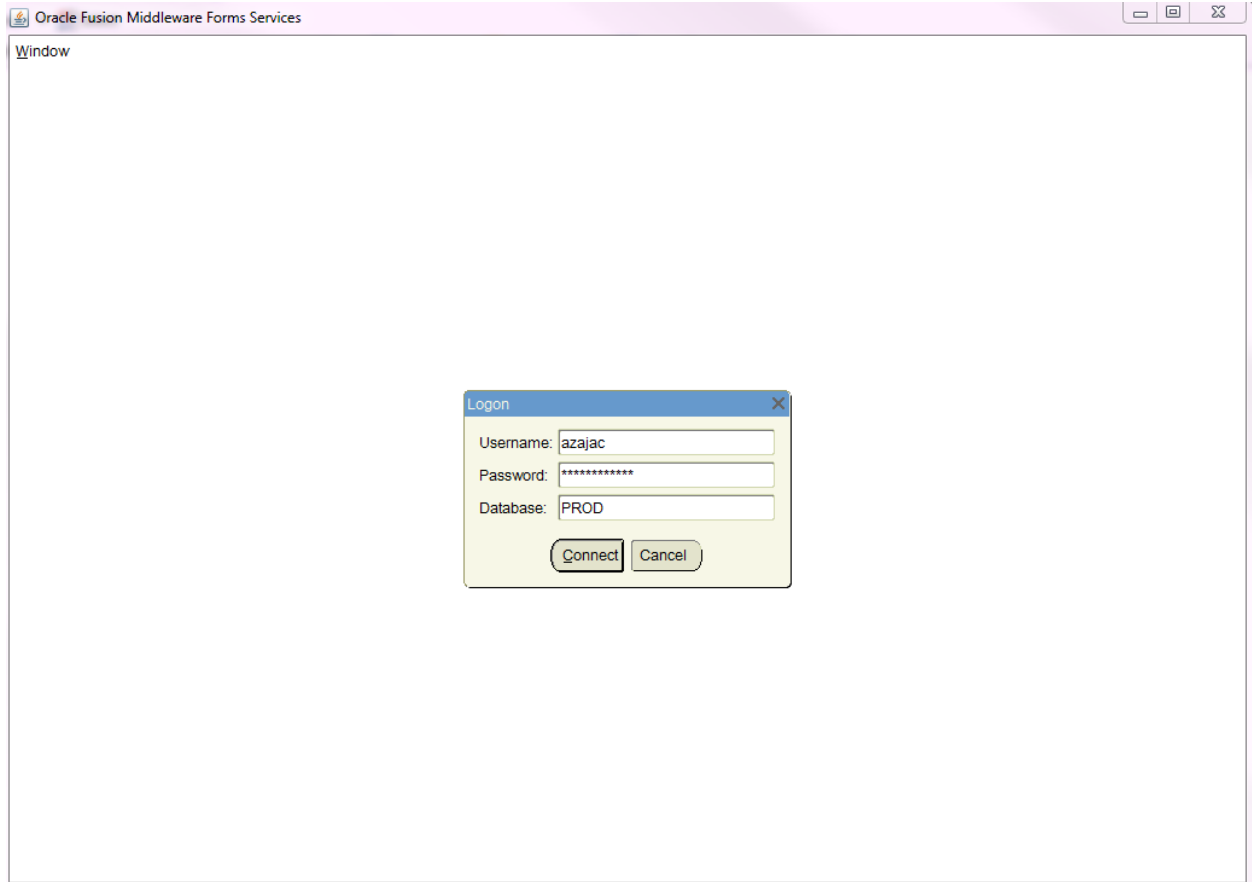 Oracle Fusion Middleware Forms Services
Window
Logon
Username: azajac
Password: ************
Database: PROD
Connect Cancel